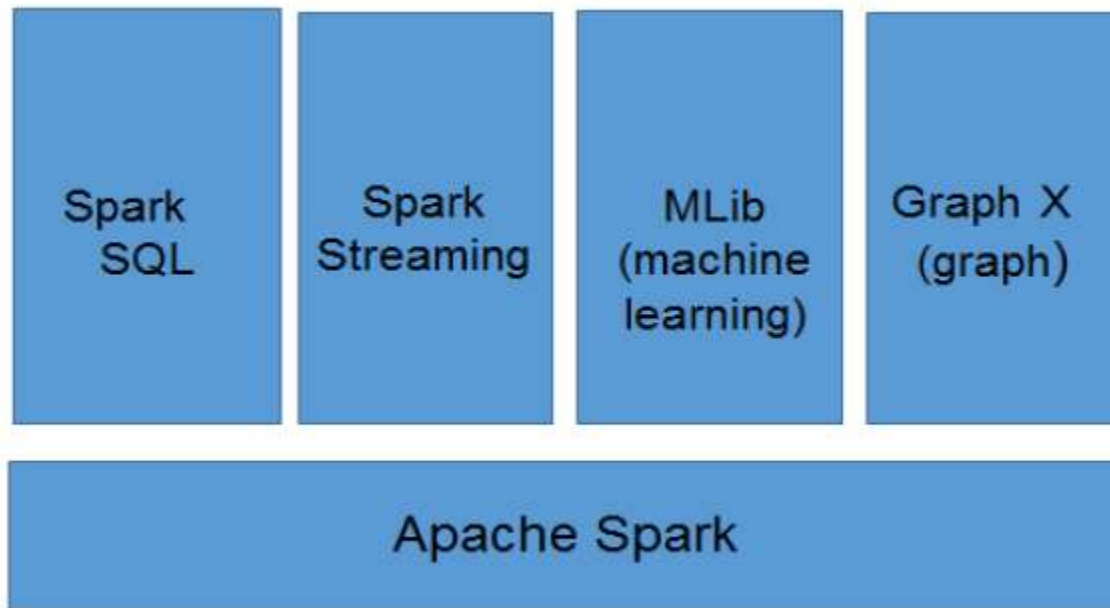 Spark
SQL
Spark
Streaming
MLib
(machine
learning)
Graph X
(graph)
Apache Spark